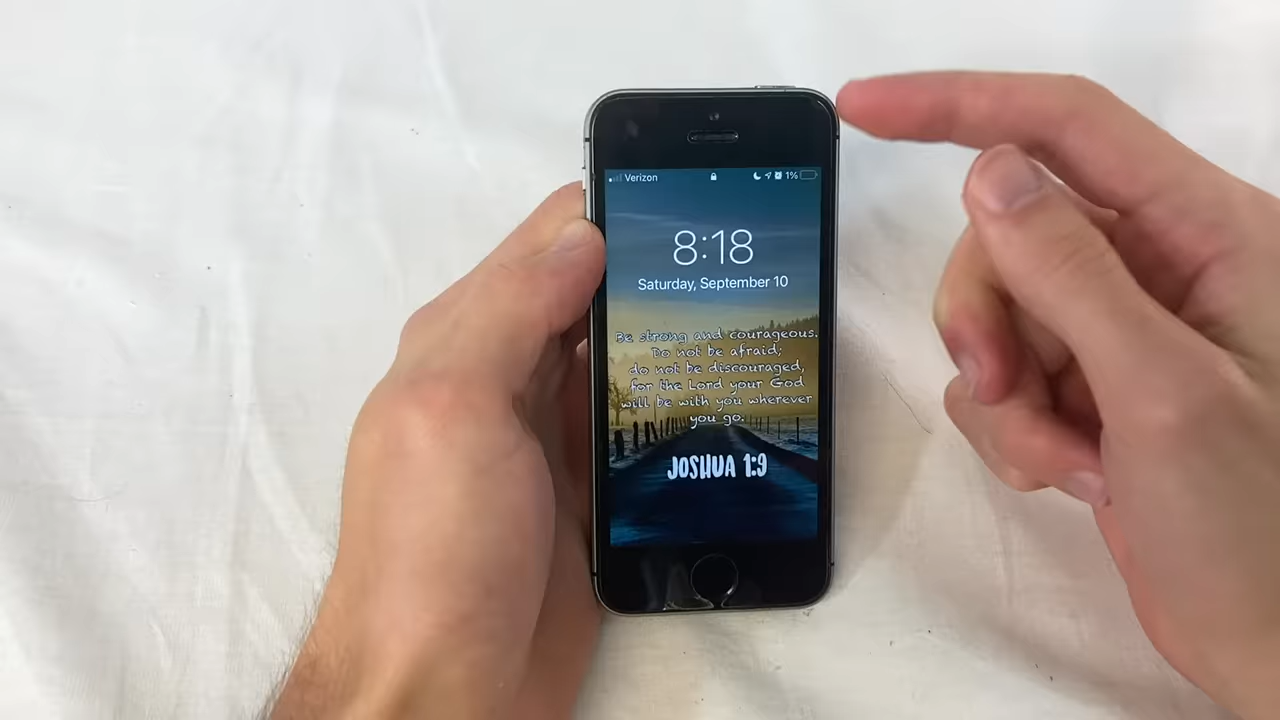 Verizon 1%
8:18
Saturday, September 10
Be strong and courageous.
Do not be afraid;
do not be discouraged,
for the Lord your God
will be with you wherever
you go.
JOSHUA 1:9